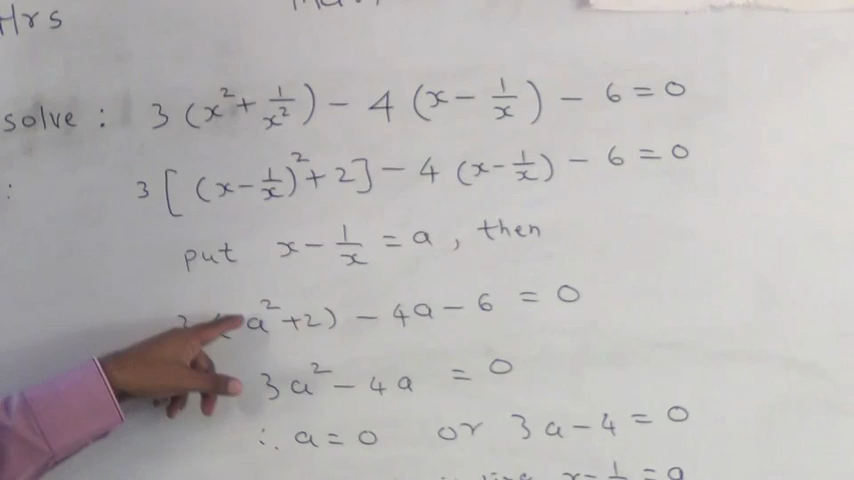 Hrs
solve : 3 (x² + 1/x²) - 4 (x - 1/x) - 6 = 0
: 3 [(x - 1/x)² + 2] - 4 (x - 1/x) - 6 = 0
put x - 1/x = a, then
(a² + 2) - 4a - 6 = 0
3a² - 4a = 0
∴ a = 0 or 3a - 4 = 0
x - 1/x = a